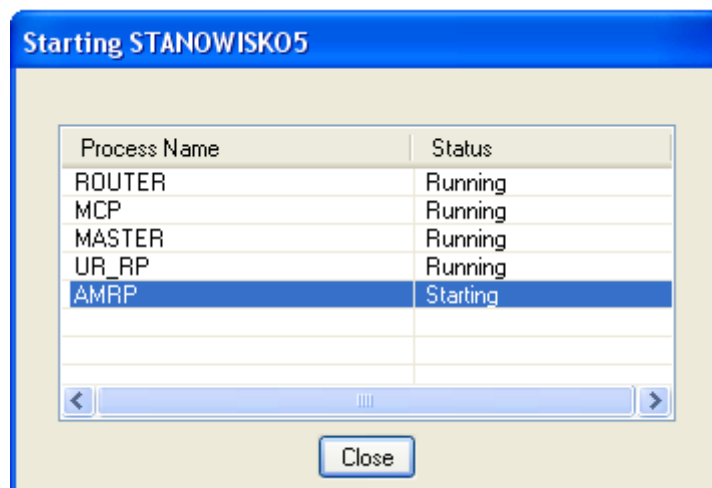 Starting STANOWISKO5
Process Name Status
ROUTER Running
MCP Running
MASTER Running
UR_RP Running
AMRP Starting
Close